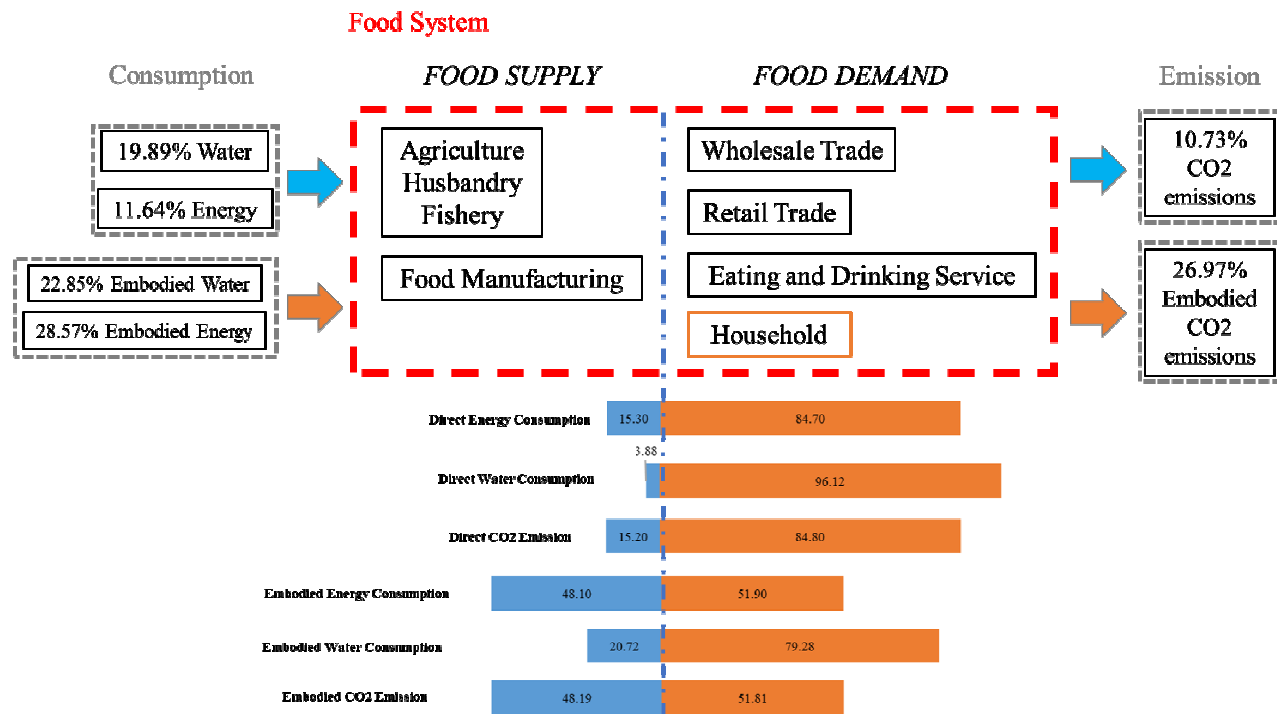 Food System
Consumption
FOOD SUPPLY
FOOD DEMAND
Emission
19.89% Water
11.64% Energy
22.85% Embodied Water
28.57% Embodied Energy
Agriculture
Husbandry
Fishery
Food Manufacturing
Wholesale Trade
Retail Trade
Eating and Drinking Service
Household
10.73%
CO2
emissions
26.97%
Embodied
CO2
emissions
Direct Energy Consumption 15.30 84.70
Direct Water Consumption 3.88 96.12
Direct CO2 Emission 15.20 84.80
Embodied Energy Consumption 48.10 51.90
Embodied Water Consumption 20.72 79.28
Embodied CO2 Emission 48.19 51.81